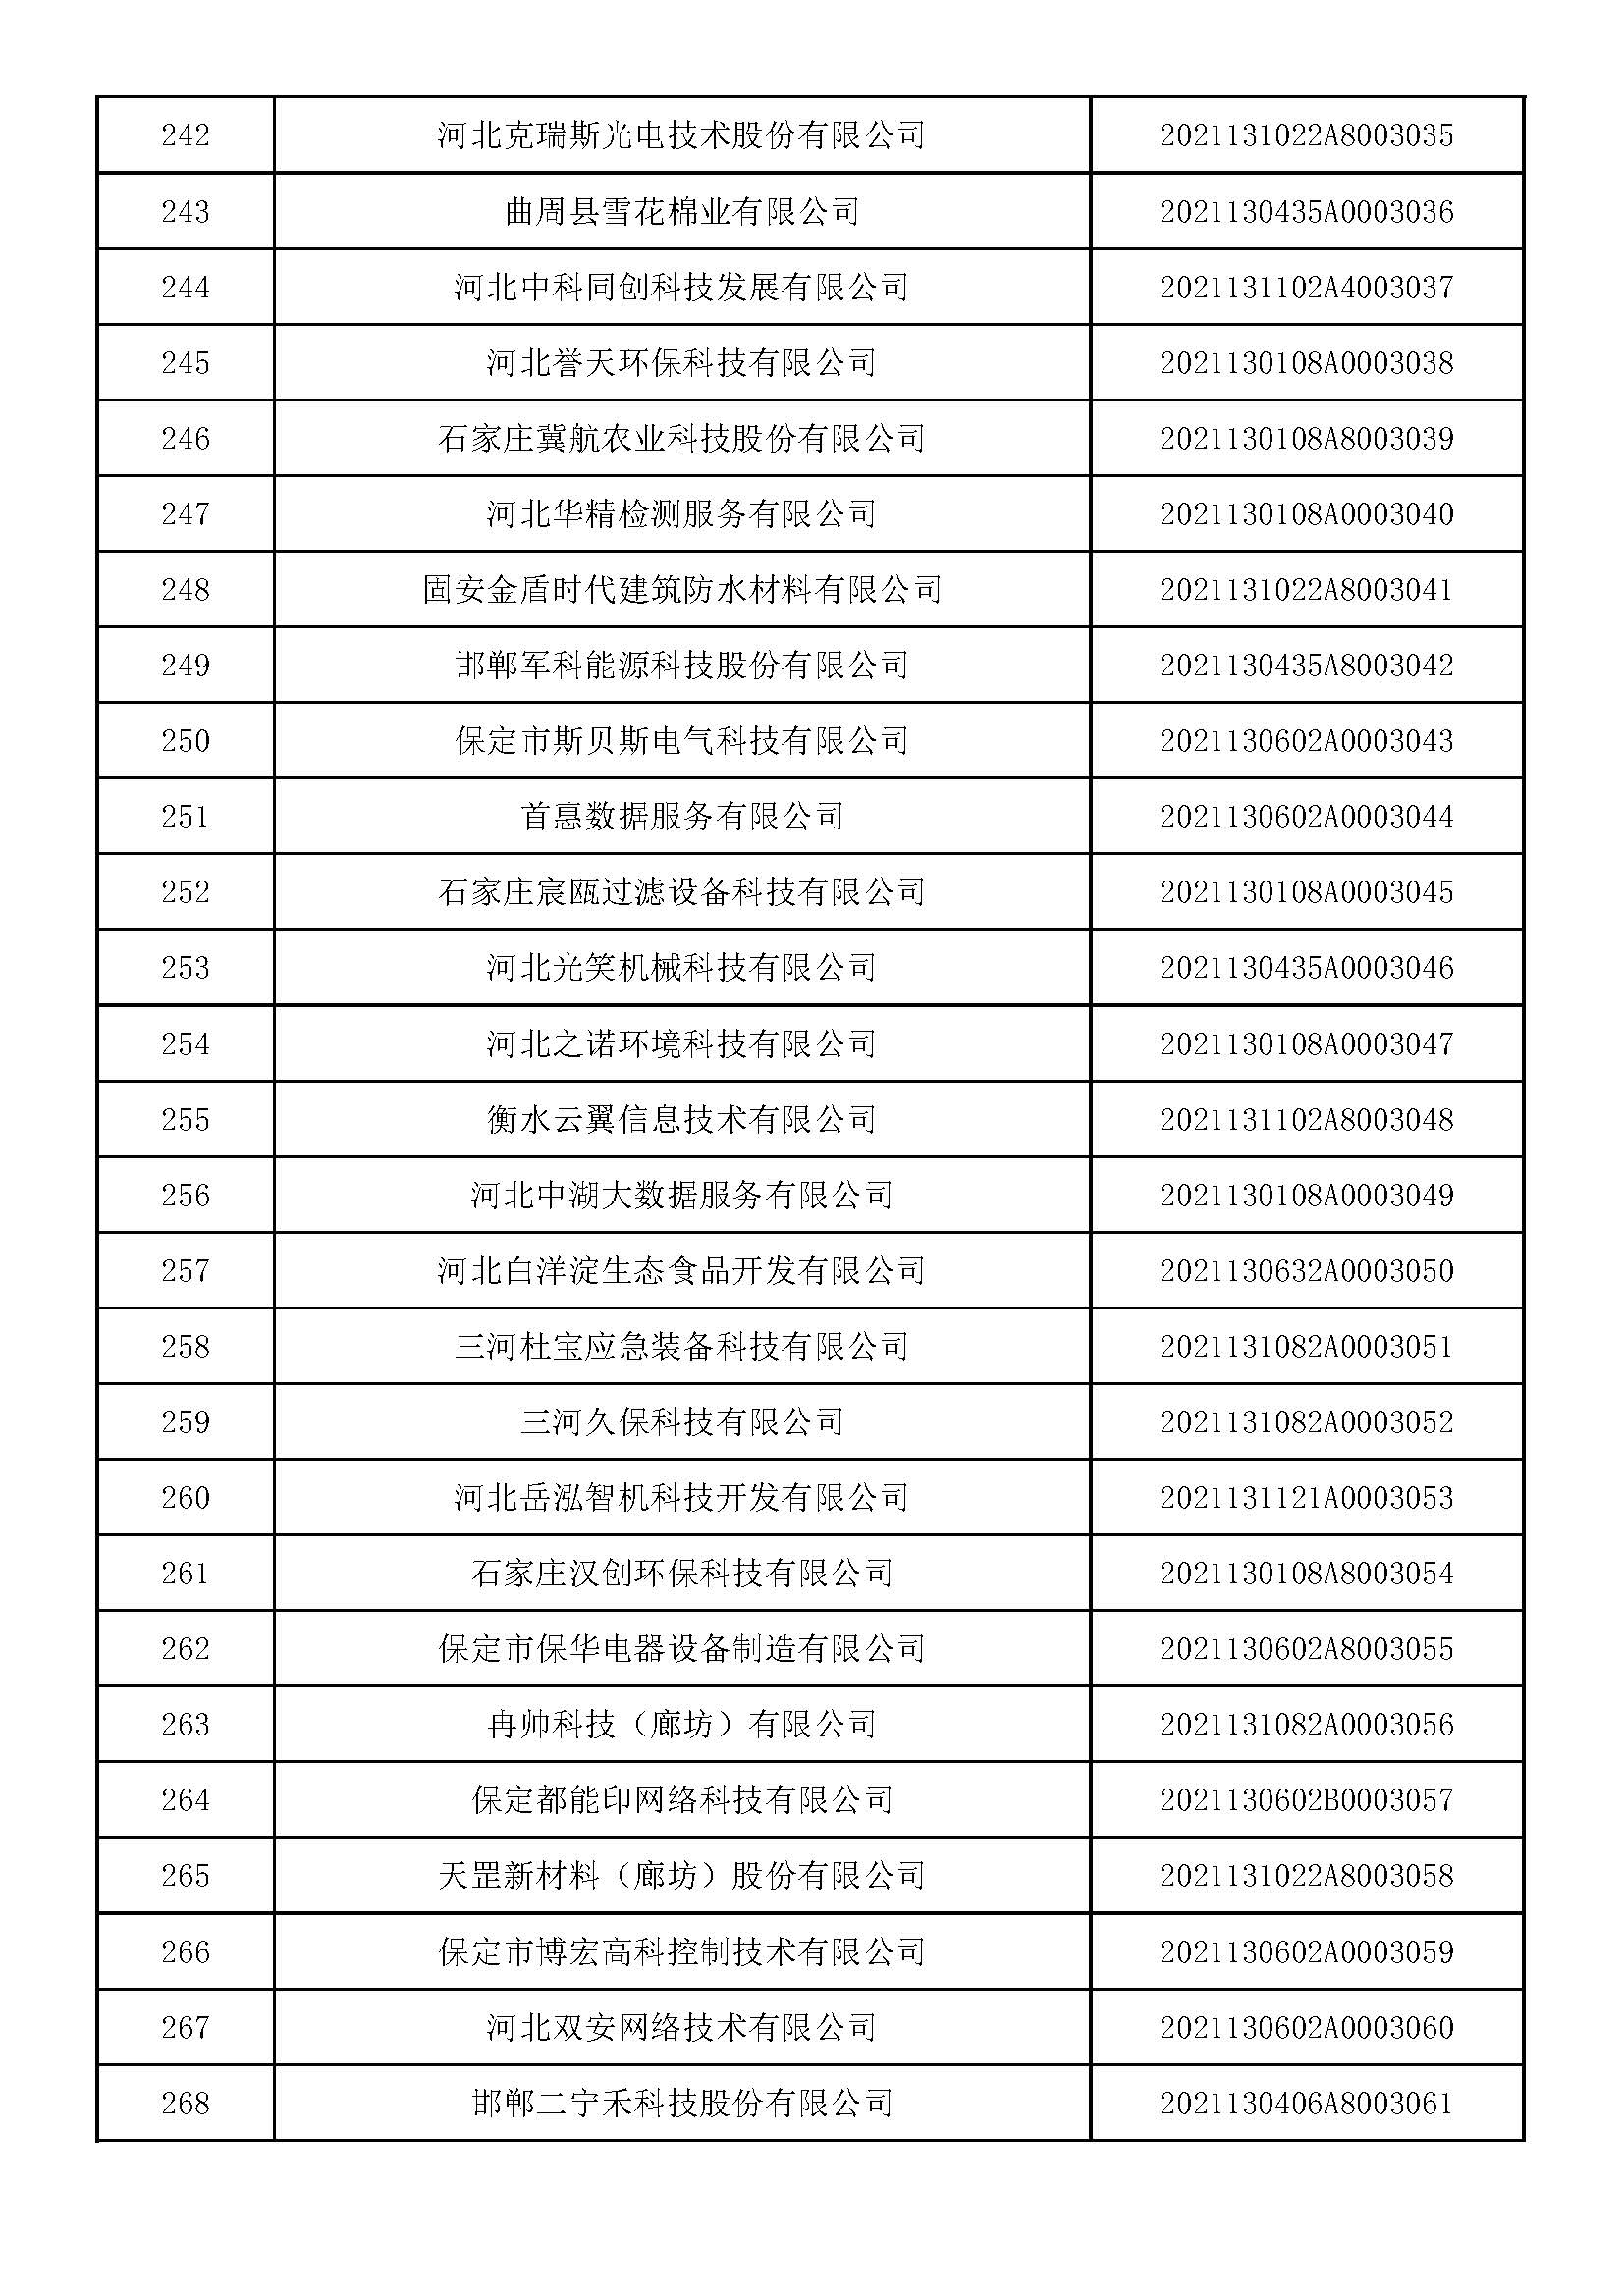 242 河北克瑞斯光电技术股份有限公司 2021131022A8003035
243 曲周县雪花棉业有限公司 2021130435A0003036
244 河北中科同创科技发展有限公司 2021131102A4003037
245 河北誉天环保科技有限公司 2021130108A0003038
246 石家庄冀航农业科技股份有限公司 2021130108A8003039
247 河北华精检测服务有限公司 2021130108A0003040
248 固安金盾时代建筑防水材料有限公司 2021131022A8003041
249 邯郸军科能源科技股份有限公司 2021130435A8003042
250 保定市斯贝斯电气科技有限公司 2021130602A0003043
251 首惠数据服务有限公司 2021130602A0003044
252 石家庄宸瓯过滤设备科技有限公司 2021130108A0003045
253 河北光笑机械科技有限公司 2021130435A0003046
254 河北之诺环境科技有限公司 2021130108A0003047
255 衡水云翼信息技术有限公司 2021131102A8003048
256 河北中湖大数据服务有限公司 2021130108A0003049
257 河北白洋淀生态食品开发有限公司 2021130632A0003050
258 三河杜宝应急装备科技有限公司 2021131082A0003051
259 三河久保科技有限公司 2021131082A0003052
260 河北岳泓智机科技开发有限公司 2021131121A0003053
261 石家庄汉创环保科技有限公司 2021130108A8003054
262 保定市保华电器设备制造有限公司 2021130602A8003055
263 冉帅科技（廊坊）有限公司 2021131082A0003056
264 保定都能印网络科技有限公司 2021130602B0003057
265 天罡新材料（廊坊）股份有限公司 2021131022A8003058
266 保定市博宏高科控制技术有限公司 2021130602A0003059
267 河北双安网络技术有限公司 2021130602A0003060
268 邯郸二宁禾科技股份有限公司 2021130406A8003061